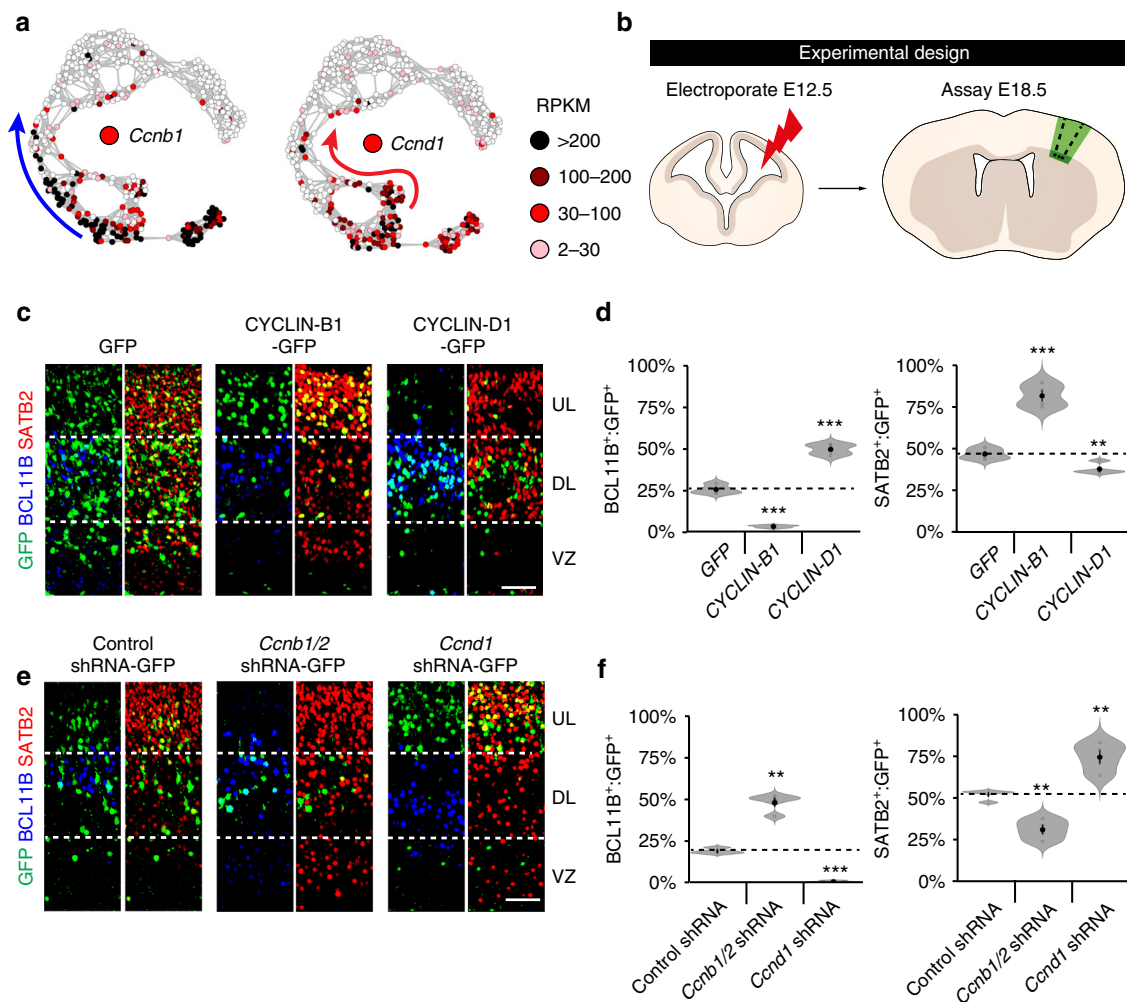 a
Ccnb1
Ccnd1
RPKM
>200
100–200
30–100
2–30
b
Experimental design
Electroporate E12.5
Assay E18.5
c
GFP
CYCLIN-B1
-GFP
CYCLIN-D1
-GFP
GFP BCL11B SATB2
UL
DL
VZ
d
BCL11B+:GFP+
100%
75%
50%
25%
0%
***
***
GFP
CYCLIN-B1
CYCLIN-D1
SATB2+:GFP+
100%
75%
50%
25%
0%
***
**
GFP
CYCLIN-B1
CYCLIN-D1
e
Control
shRNA-GFP
Ccnb1/2
shRNA-GFP
Ccnd1
shRNA-GFP
GFP BCL11B SATB2
UL
DL
VZ
f
BCL11B+:GFP+
100%
75%
50%
25%
0%
**
***
Control shRNA
Ccnb1/2 shRNA
Ccnd1 shRNA
SATB2+:GFP+
100%
75%
50%
25%
0%
**
**
Control shRNA
Ccnb1/2 shRNA
Ccnd1 shRNA